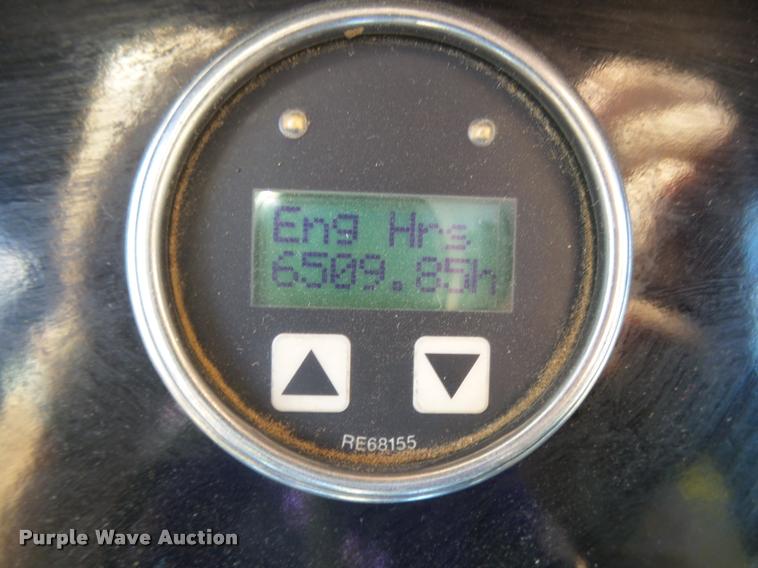 Eng Hrs
6509.85h
RE68155
Purple Wave Auction